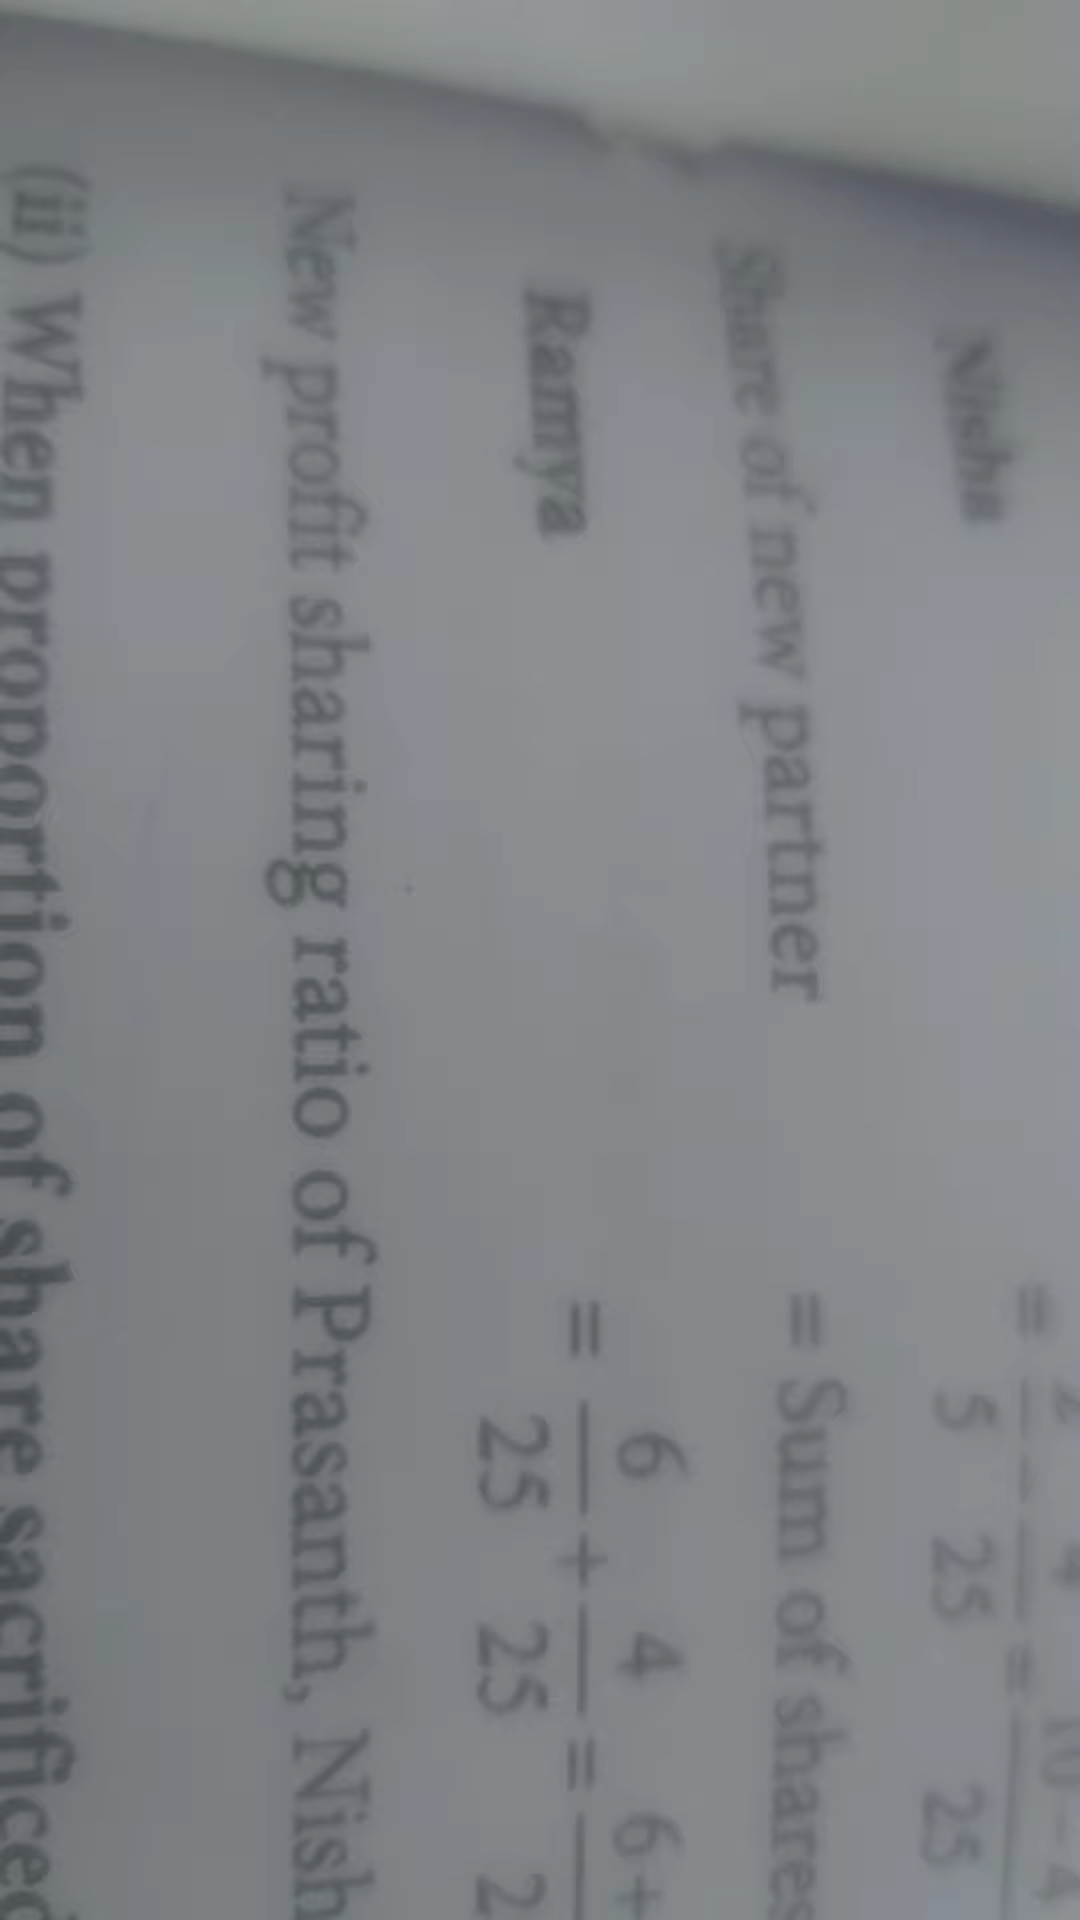 Nisha = 2/5 - 4/25 = 10-4/25
Share of new partner = Sum of shares
Ramya = 6/25 + 4/25 = 6+
New profit sharing ratio of Prasanth, Nish
(ii) When proportion of share sacrificed